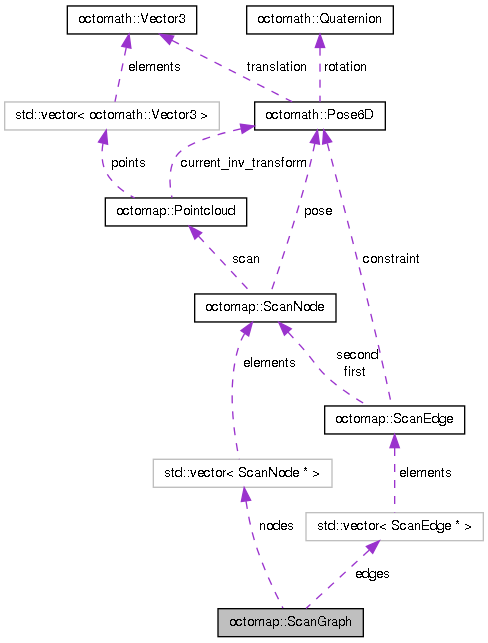 octomath::Vector3
octomath::Quaternion
elements
translation
rotation
std::vector< octomath::Vector3 >
octomath::Pose6D
points
current_inv_transform
octomap::Pointcloud
pose
scan
constraint
octomap::ScanNode
elements
second
first
octomap::ScanEdge
std::vector< ScanNode * >
elements
nodes
std::vector< ScanEdge * >
edges
octomap::ScanGraph